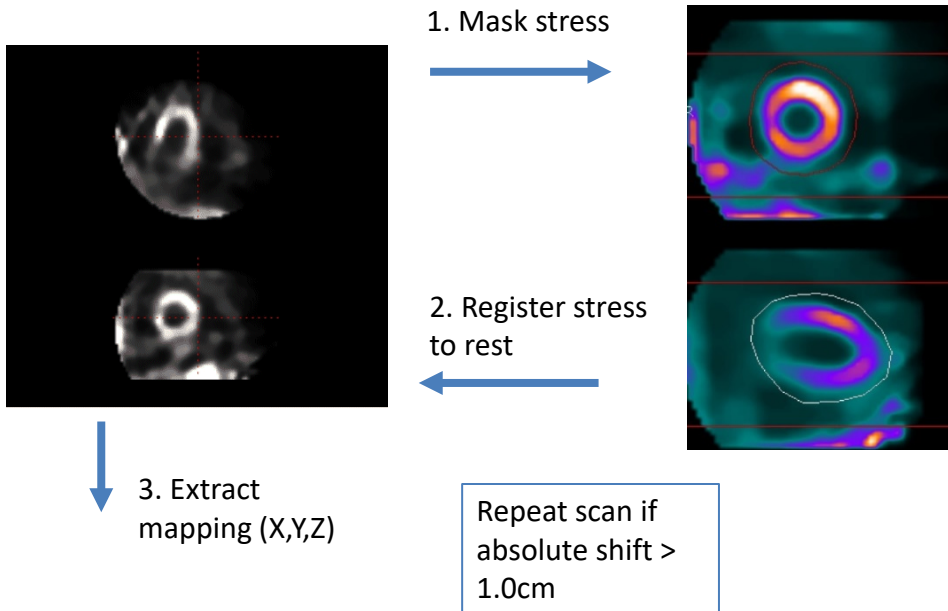 1. Mask stress
2. Register stress
to rest
3. Extract
mapping (X,Y,Z)
Repeat scan if
absolute shift >
1.0cm